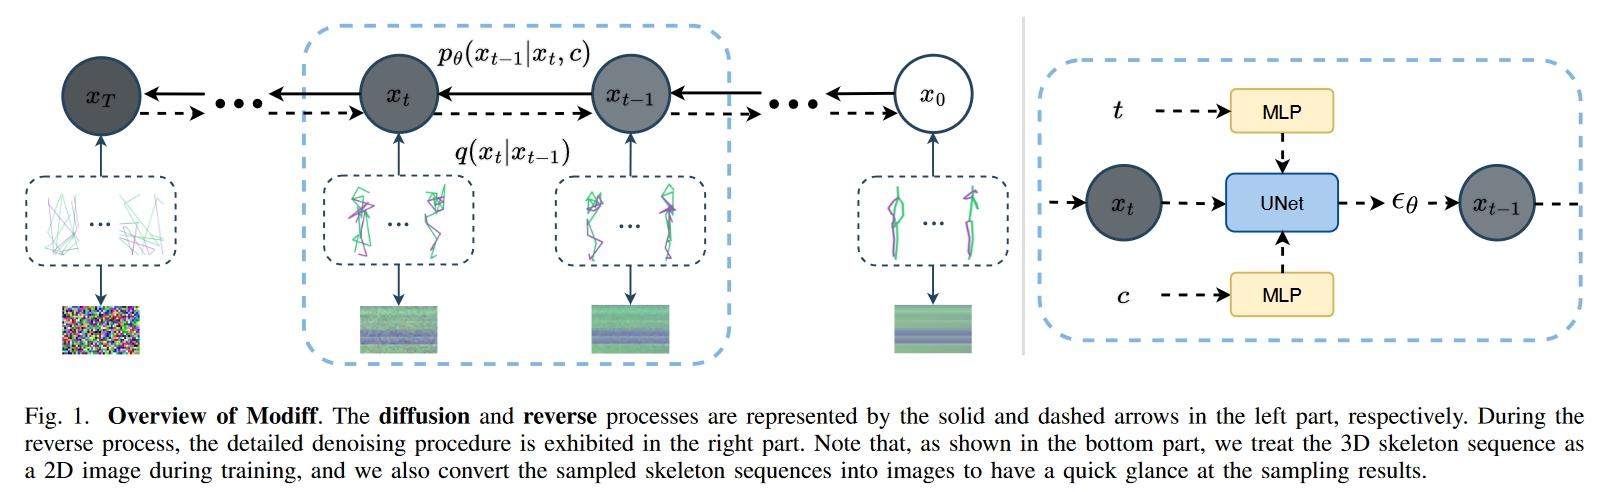 p_θ(x_{t−1}|x_t, c)
x_T
...
x_t
x_{t−1}
...
x_0
q(x_t|x_{t−1})
...
...
...
...
t
MLP
x_t
UNet
ϵ_θ
x_{t−1}
c
MLP
Fig. 1. Overview of Modiff. The diffusion and reverse processes are represented by the solid and dashed arrows in the left part, respectively. During the
reverse process, the detailed denoising procedure is exhibited in the right part. Note that, as shown in the bottom part, we treat the 3D skeleton sequence as
a 2D image during training, and we also convert the sampled skeleton sequences into images to have a quick glance at the sampling results.